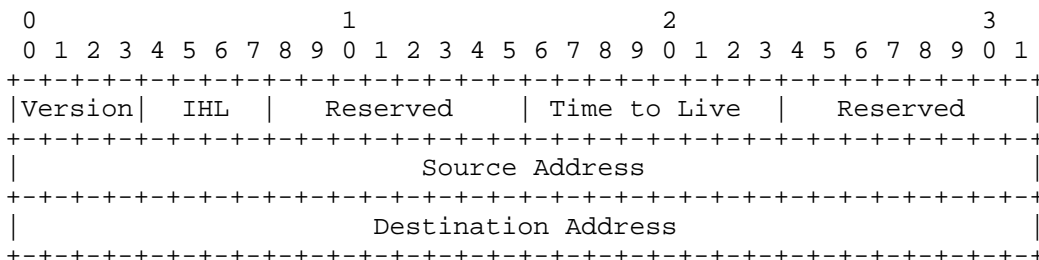 0                   1                   2                   3
 0 1 2 3 4 5 6 7 8 9 0 1 2 3 4 5 6 7 8 9 0 1 2 3 4 5 6 7 8 9 0 1
+-+-+-+-+-+-+-+-+-+-+-+-+-+-+-+-+-+-+-+-+-+-+-+-+-+-+-+-+-+-+-+-+
|Version|  IHL  |   Reserved    | Time to Live  |   Reserved    |
+-+-+-+-+-+-+-+-+-+-+-+-+-+-+-+-+-+-+-+-+-+-+-+-+-+-+-+-+-+-+-+-+
|                         Source Address                        |
+-+-+-+-+-+-+-+-+-+-+-+-+-+-+-+-+-+-+-+-+-+-+-+-+-+-+-+-+-+-+-+-+
|                      Destination Address                      |
+-+-+-+-+-+-+-+-+-+-+-+-+-+-+-+-+-+-+-+-+-+-+-+-+-+-+-+-+-+-+-+-+